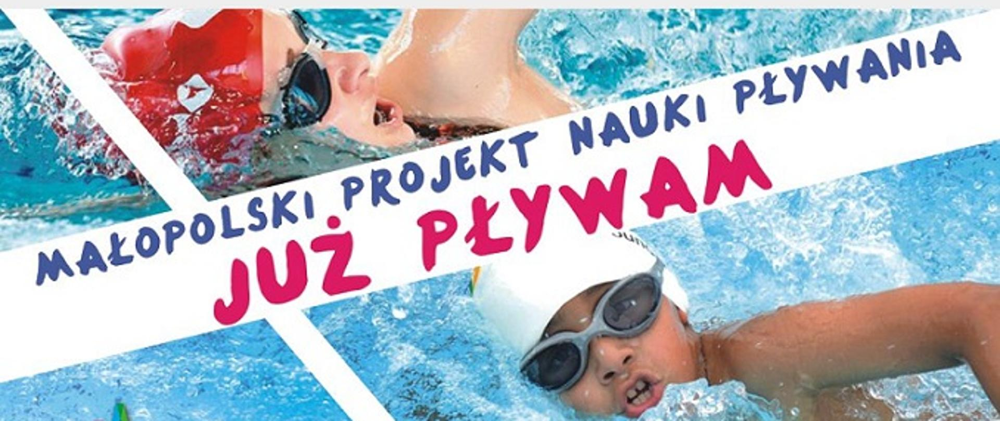 MAŁOPOLSKI PROJEKT NAUKI PŁYWANIA
JUŻ PŁYWAM